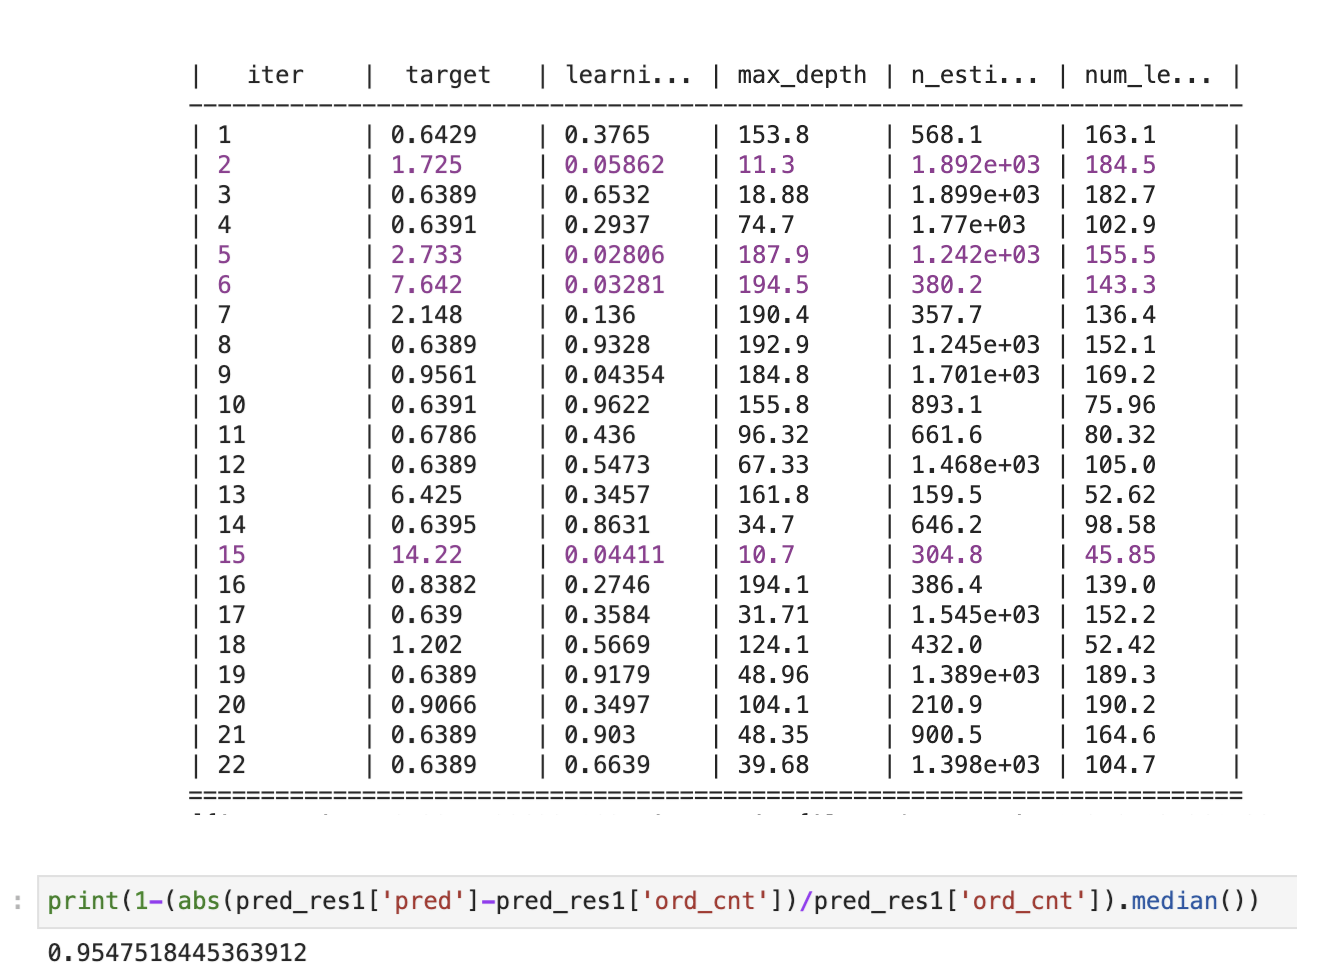 | iter | target | learni... | max_depth | n_esti... | num_le... |
-------------------------------------------------------------------------
| 1 | 0.6429 | 0.3765 | 153.8 | 568.1 | 163.1 |
| 2 | 1.725 | 0.05862 | 11.3 | 1.892e+03 | 184.5 |
| 3 | 0.6389 | 0.6532 | 18.88 | 1.899e+03 | 182.7 |
| 4 | 0.6391 | 0.2937 | 74.7 | 1.77e+03 | 102.9 |
| 5 | 2.733 | 0.02806 | 187.9 | 1.242e+03 | 155.5 |
| 6 | 7.642 | 0.03281 | 194.5 | 380.2 | 143.3 |
| 7 | 2.148 | 0.136 | 190.4 | 357.7 | 136.4 |
| 8 | 0.6389 | 0.9328 | 192.9 | 1.245e+03 | 152.1 |
| 9 | 0.9561 | 0.04354 | 184.8 | 1.701e+03 | 169.2 |
| 10 | 0.6391 | 0.9622 | 155.8 | 893.1 | 75.96 |
| 11 | 0.6786 | 0.436 | 96.32 | 661.6 | 80.32 |
| 12 | 0.6389 | 0.5473 | 67.33 | 1.468e+03 | 105.0 |
| 13 | 6.425 | 0.3457 | 161.8 | 159.5 | 52.62 |
| 14 | 0.6395 | 0.8631 | 34.7 | 646.2 | 98.58 |
| 15 | 14.22 | 0.04411 | 10.7 | 304.8 | 45.85 |
| 16 | 0.8382 | 0.2746 | 194.1 | 386.4 | 139.0 |
| 17 | 0.639 | 0.3584 | 31.71 | 1.545e+03 | 152.2 |
| 18 | 1.202 | 0.5669 | 124.1 | 432.0 | 52.42 |
| 19 | 0.6389 | 0.9179 | 48.96 | 1.389e+03 | 189.3 |
| 20 | 0.9066 | 0.3497 | 104.1 | 210.9 | 190.2 |
| 21 | 0.6389 | 0.903 | 48.35 | 900.5 | 164.6 |
| 22 | 0.6389 | 0.6639 | 39.68 | 1.398e+03 | 104.7 |
=========================================================================
: print(1-(abs(pred_res1['pred']-pred_res1['ord_cnt'])/pred_res1['ord_cnt']).median())
0.9547518445363912